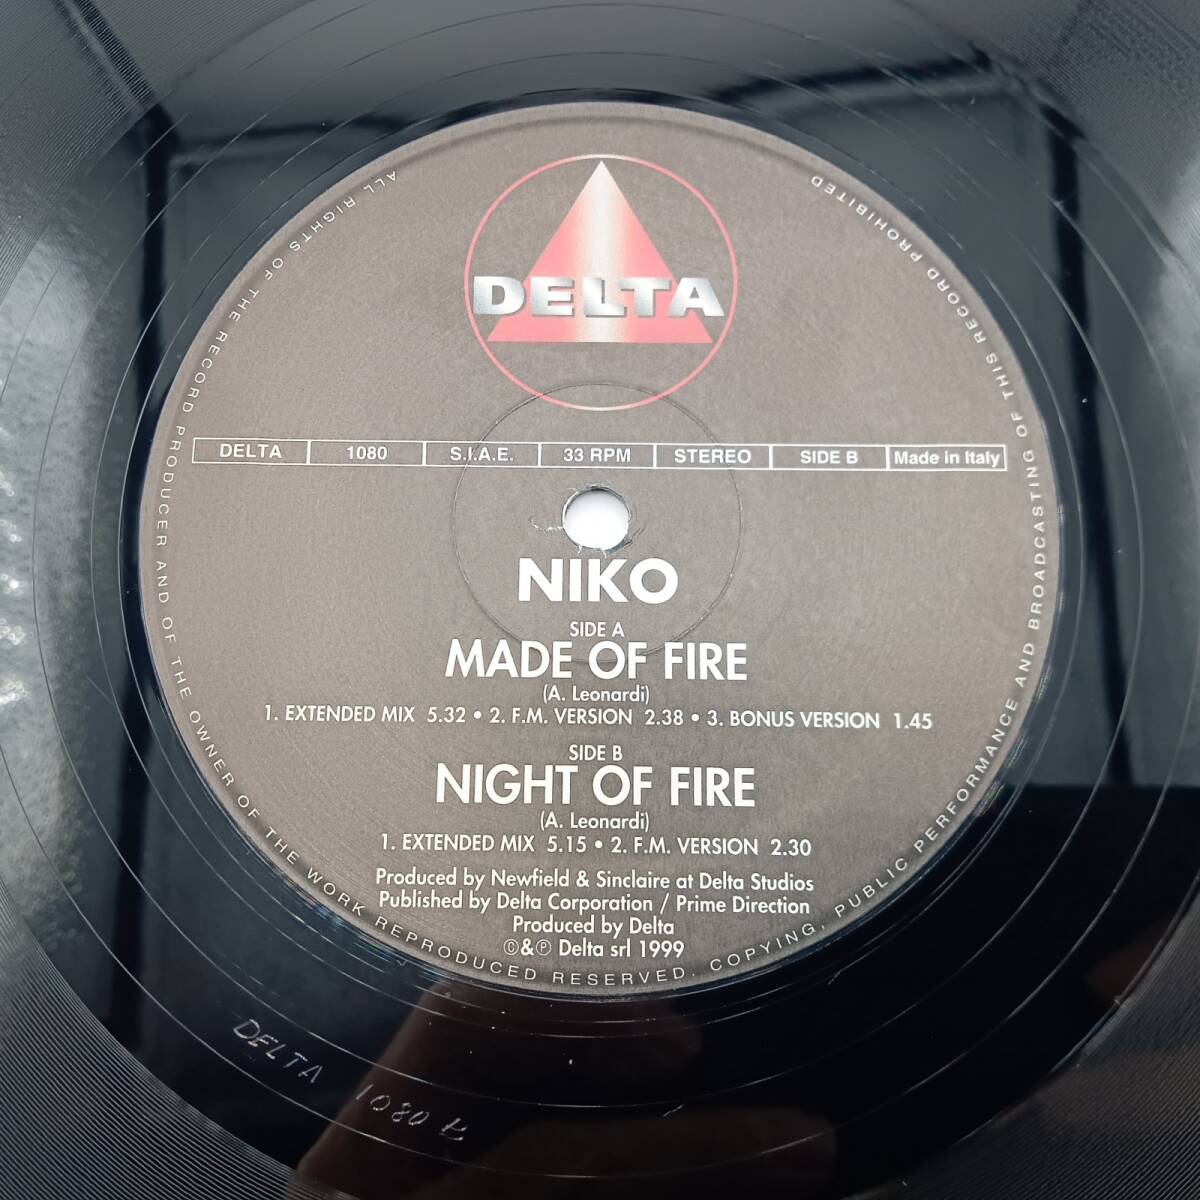 DELTA
DELTA 1080 S.I.A.E. 33 RPM STEREO SIDE B Made in Italy
NIKO
SIDE A
MADE OF FIRE
(A. Leonardi)
1. EXTENDED MIX 5.32 • 2. F.M. VERSION 2.38 • 3. BONUS VERSION 1.45
SIDE B
NIGHT OF FIRE
(A. Leonardi)
1. EXTENDED MIX 5.15 • 2. F.M. VERSION 2.30
Produced by Newfield & Sinclaire at Delta Studios
Published by Delta Corporation / Prime Direction
Produced by Delta
©&℗ Delta srl 1999
ALL RIGHTS OF THE RECORD PRODUCER AND OF THE OWNER OF THE WORK REPRODUCED RESERVED. COPYING, PUBLIC PERFORMANCE AND BROADCASTING OF THIS RECORD PROHIBITED
DELTA 1080